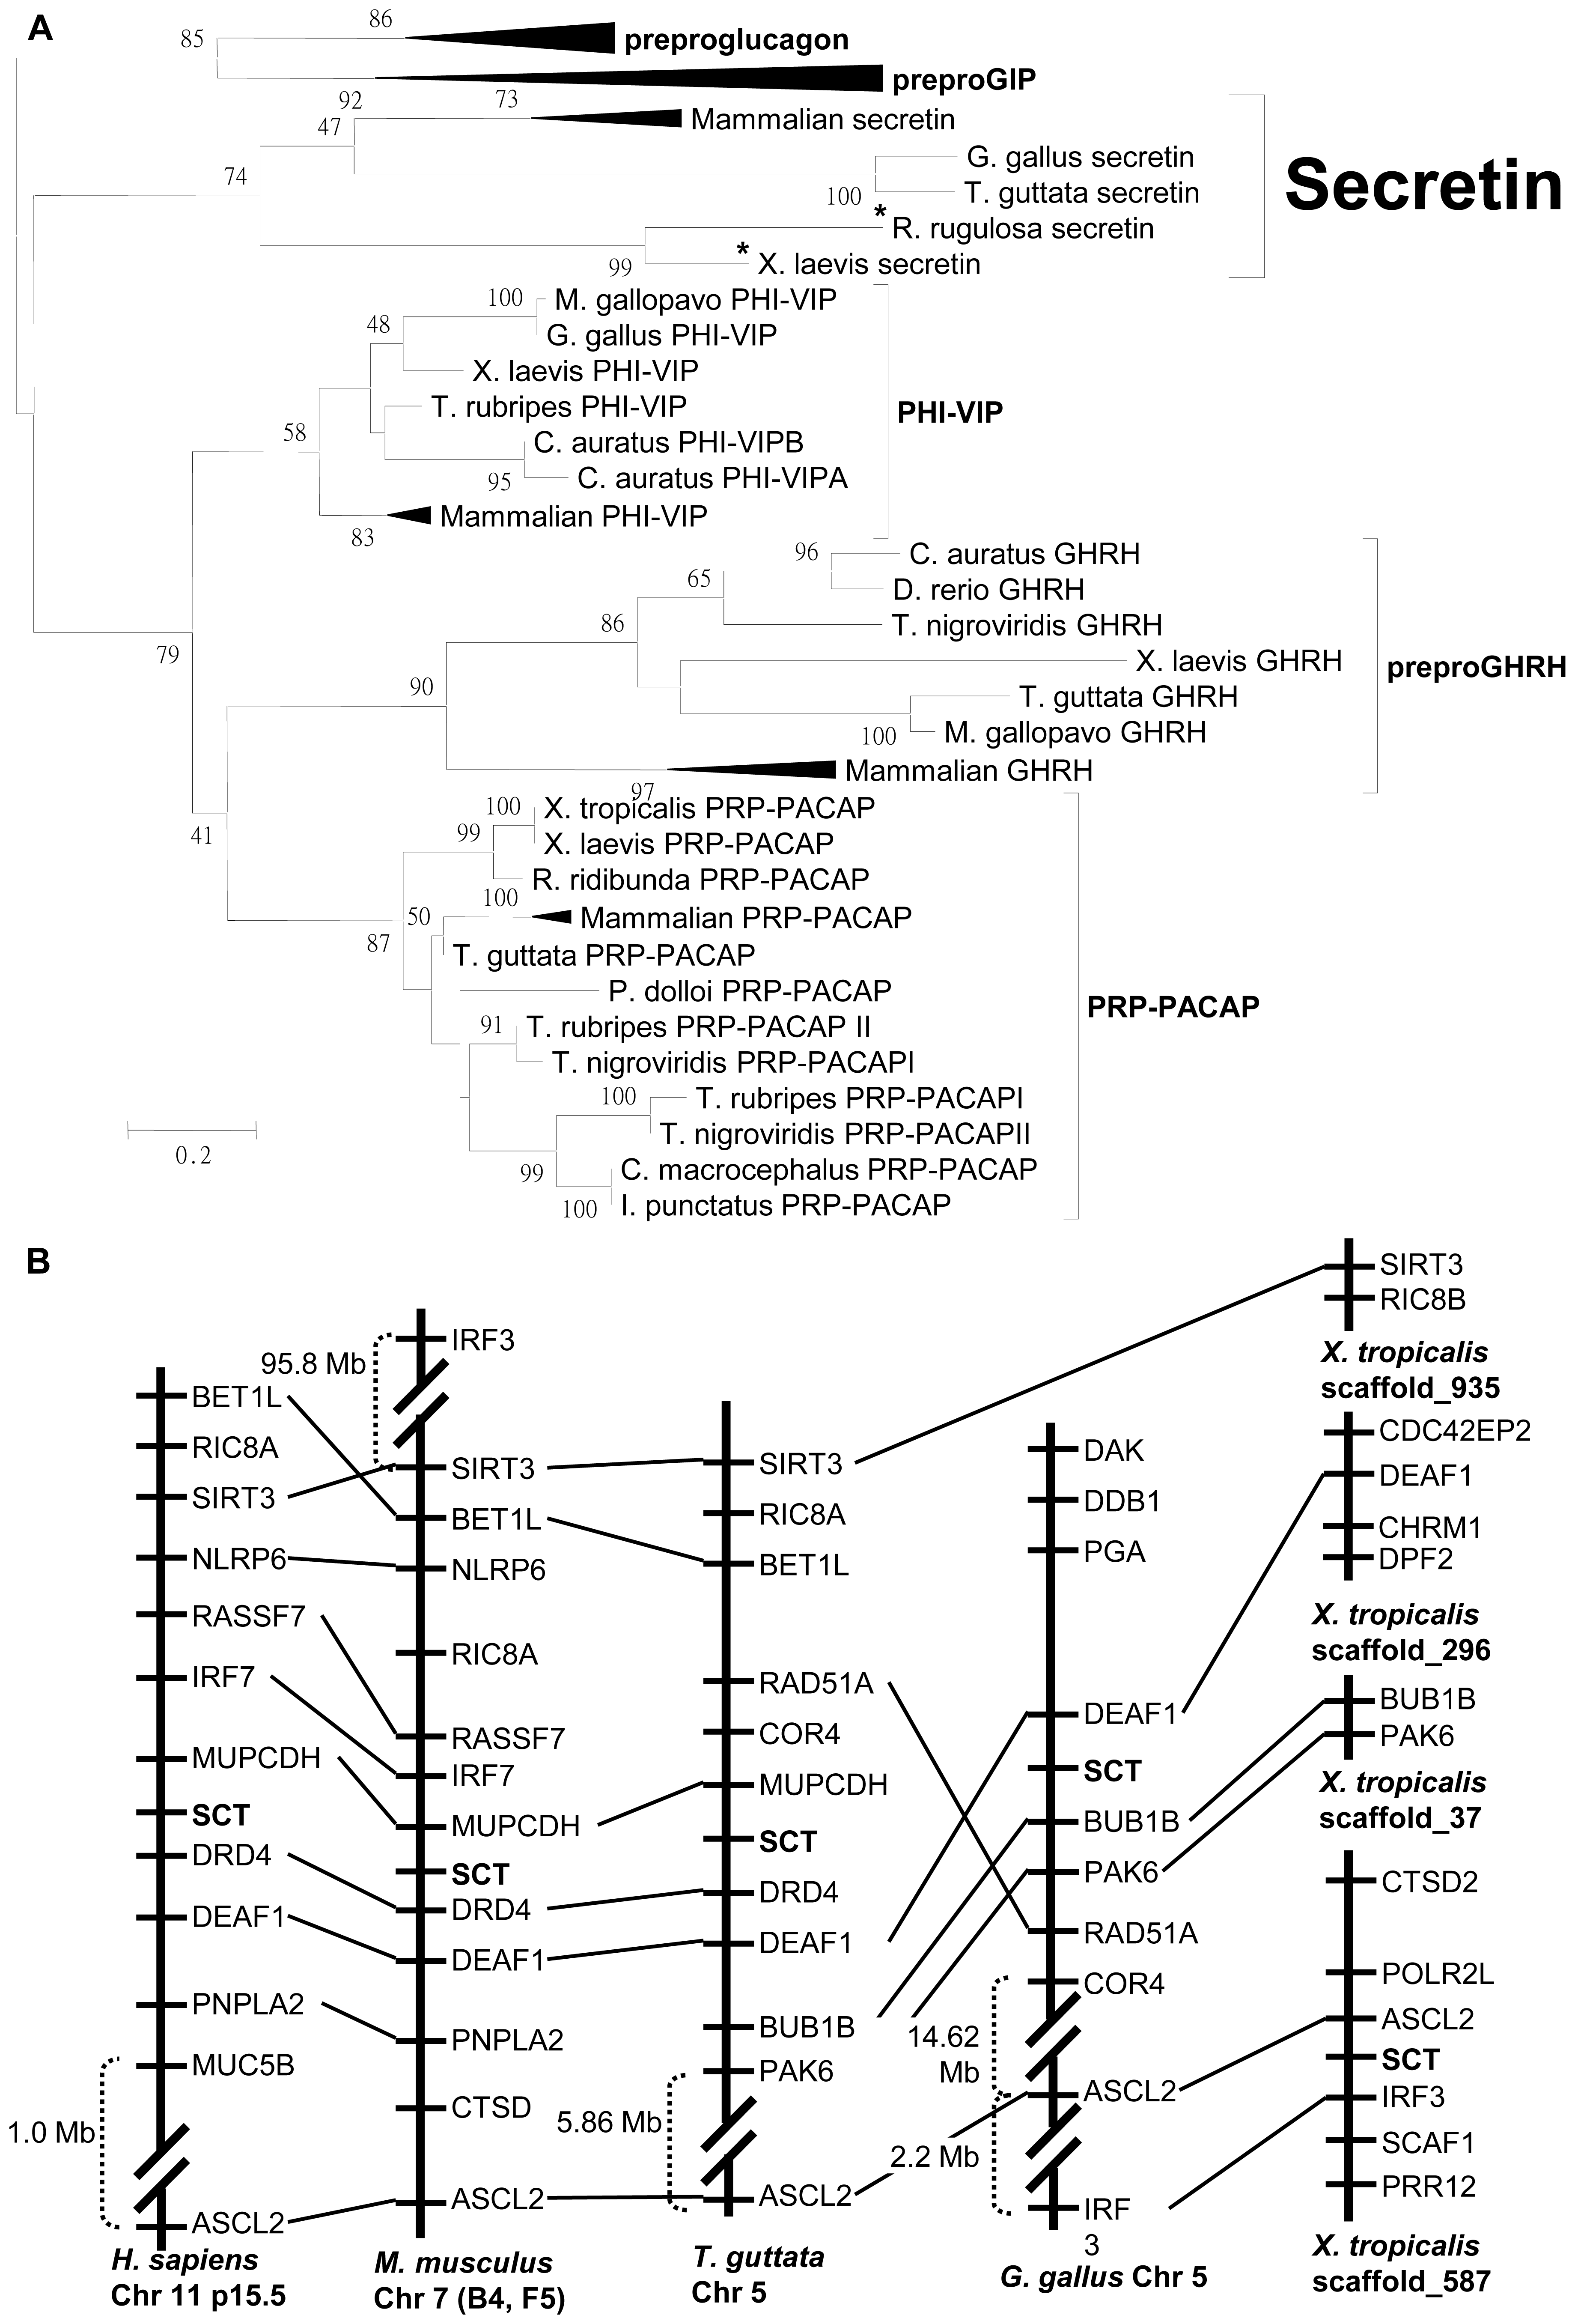 A
86
85
preproglucagon
preproGIP
92
73
47
Mammalian secretin
74
G. gallus secretin
T. guttata secretin
100
Secretin
*
R. rugulosa secretin
*
X. laevis secretin
99
100
M. gallopavo PHI-VIP
48
G. gallus PHI-VIP
X. laevis PHI-VIP
T. rubripes PHI-VIP
PHI-VIP
58
C. auratus PHI-VIPB
95
C. auratus PHI-VIPA
Mammalian PHI-VIP
83
96
C. auratus GHRH
65
D. rerio GHRH
86
T. nigroviridis GHRH
79
X. laevis GHRH
preproGHRH
90
T. guttata GHRH
100
M. gallopavo GHRH
Mammalian GHRH
97
100
X. tropicalis PRP-PACAP
41
99
X. laevis PRP-PACAP
R. ridibunda PRP-PACAP
100
50
Mammalian PRP-PACAP
87
T. guttata PRP-PACAP
P. dolloi PRP-PACAP
PRP-PACAP
91
T. rubripes PRP-PACAP II
T. nigroviridis PRP-PACAPI
100
T. rubripes PRP-PACAPI
T. nigroviridis PRP-PACAPII
0.2
99
C. macrocephalus PRP-PACAP
100
I. punctatus PRP-PACAP
B
BET1L
RIC8A
SIRT3
NLRP6
RASSF7
IRF7
MUPCDH
SCT
DRD4
DEAF1
PNPLA2
MUC5B
1.0 Mb
ASCL2
H. sapiens
Chr 11 p15.5
IRF3
95.8 Mb
SIRT3
BET1L
NLRP6
RIC8A
RASSF7
IRF7
MUPCDH
SCT
DRD4
DEAF1
PNPLA2
CTSD
ASCL2
M. musculus
Chr 7 (B4, F5)
SIRT3
RIC8A
BET1L
RAD51A
COR4
MUPCDH
SCT
DRD4
DEAF1
BUB1B
PAK6
5.86 Mb
ASCL2
T. guttata
Chr 5
DAK
DDB1
PGA
DEAF1
SCT
BUB1B
PAK6
RAD51A
COR4
14.62
Mb
ASCL2
2.2 Mb
IRF
3
G. gallus Chr 5
SIRT3
RIC8B
X. tropicalis
scaffold_935
CDC42EP2
DEAF1
CHRM1
DPF2
X. tropicalis
scaffold_296
BUB1B
PAK6
X. tropicalis
scaffold_37
CTSD2
POLR2L
ASCL2
SCT
IRF3
SCAF1
PRR12
X. tropicalis
scaffold_587